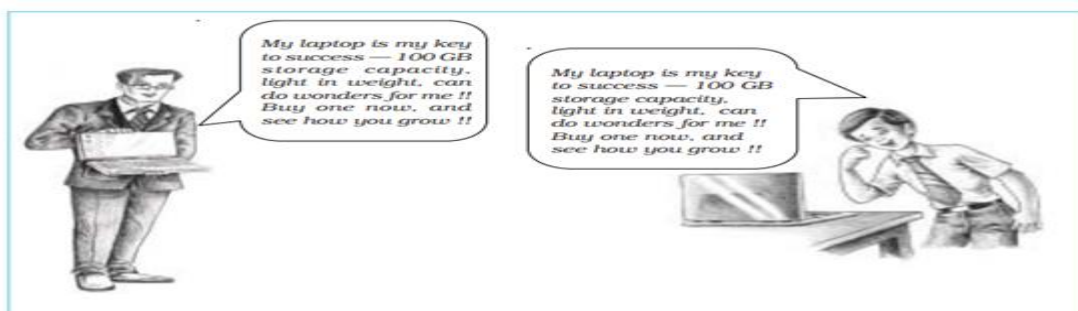 My laptop is my key
to success — 100 GB
storage capacity,
light in weight, can
do wonders for me !!
Buy one now, and
see how you grow !!
My laptop is my key
to success — 100 GB
storage capacity,
light in weight, can
do wonders for me !!
Buy one now, and
see how you grow !!